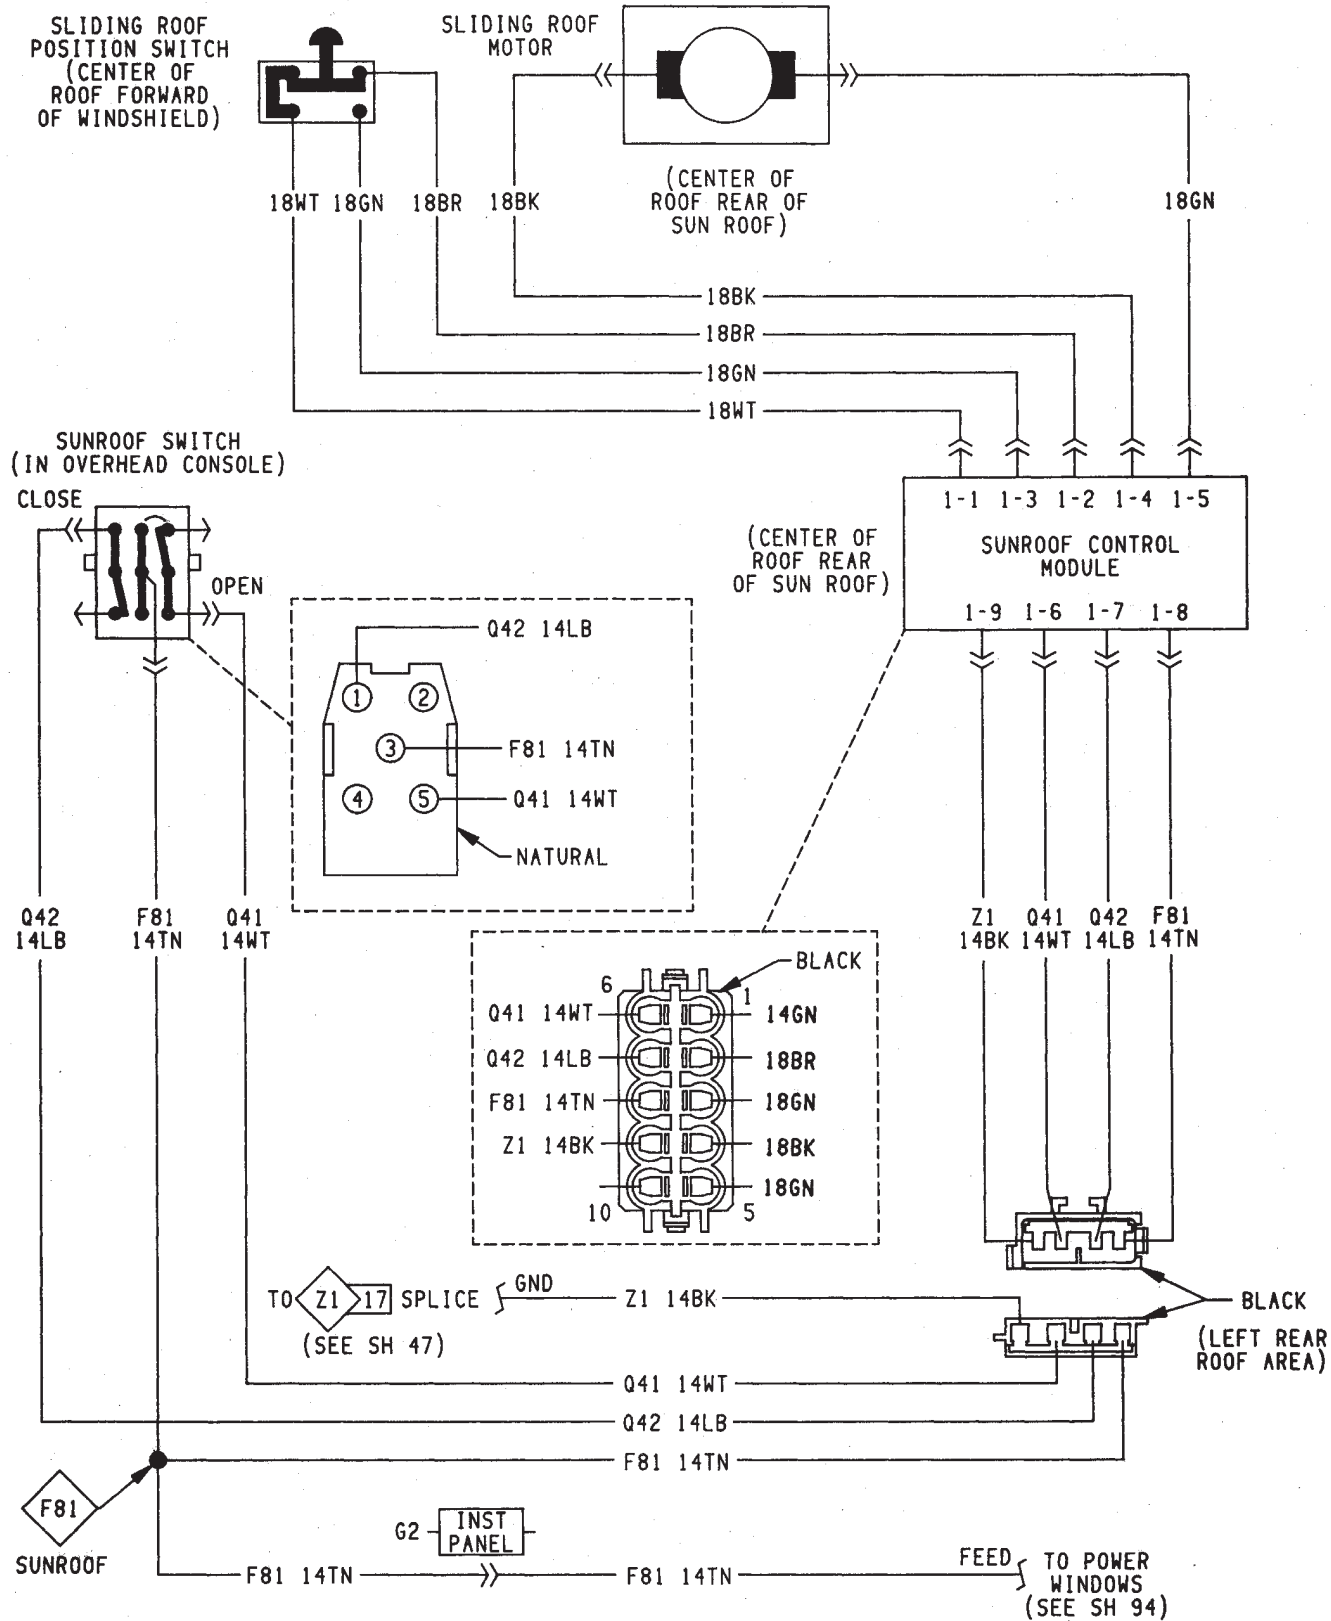 SLIDING ROOF
POSITION SWITCH
(CENTER OF
ROOF FORWARD
OF WINDSHIELD)
SLIDING ROOF
MOTOR
(CENTER OF
ROOF REAR OF
SUN ROOF)
18WT 18GN 18BR 18BK 18GN
18BK
18BR
18GN
18WT
SUNROOF SWITCH
(IN OVERHEAD CONSOLE)
CLOSE
OPEN
(CENTER OF
ROOF REAR
OF SUN ROOF)
1-1 1-3 1-2 1-4 1-5
SUNROOF CONTROL
MODULE
1-9 1-6 1-7 1-8
Q42 14LB
1 2
3 F81 14TN
4 5 Q41 14WT
NATURAL
Q42
14LB
F81
14TN
Q41
14WT
Z1
14BK
Q41
14WT
Q42
14LB
F81
14TN
BLACK
6 1
Q41 14WT 14GN
Q42 14LB 18BR
F81 14TN 18GN
Z1 14BK 18BK
18GN
10 5
TO Z1 17 SPLICE GND Z1 14BK
(SEE SH 47)
BLACK
(LEFT REAR
ROOF AREA)
Q41 14WT
Q42 14LB
F81 14TN
F81
SUNROOF
G2 INST
PANEL
F81 14TN F81 14TN
FEED TO POWER
WINDOWS
(SEE SH 94)